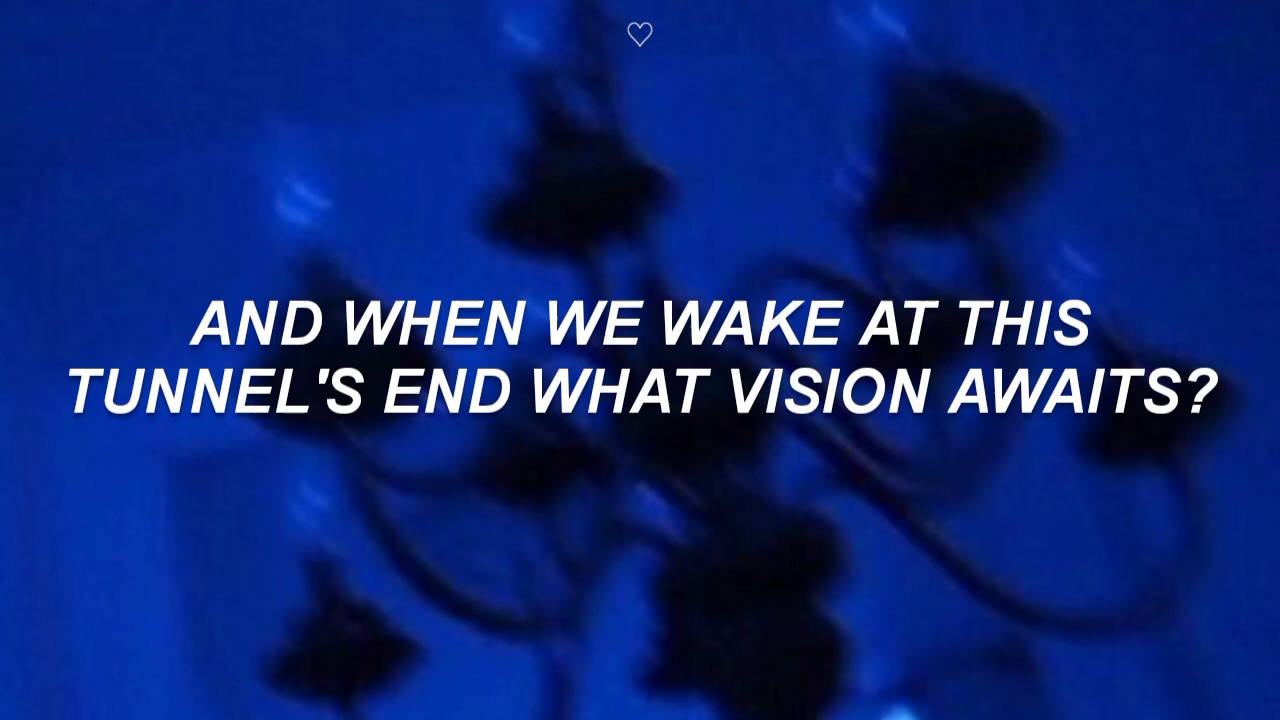 AND WHEN WE WAKE AT THIS
TUNNEL'S END WHAT VISION AWAITS?